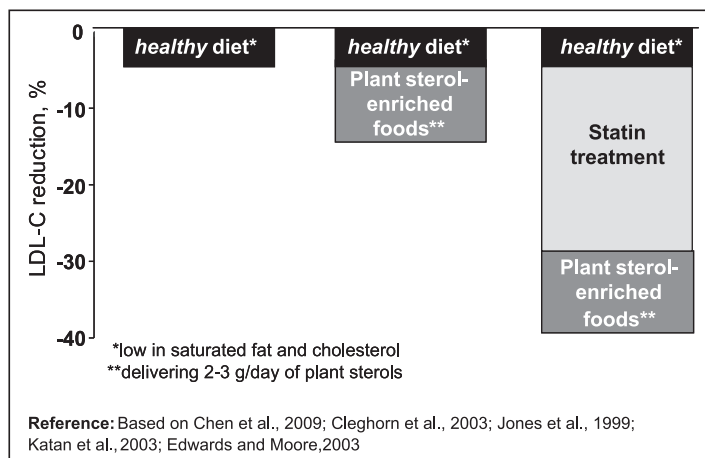 0
-10
-20
-30
-40
LDL-C reduction, %
healthy diet*
healthy diet*
Plant sterol-
enriched
foods**
healthy diet*
Statin
treatment
Plant sterol-
enriched
foods**
*low in saturated fat and cholesterol
**delivering 2-3 g/day of plant sterols
Reference: Based on Chen et al., 2009; Cleghorn et al., 2003; Jones et al., 1999;
Katan et al., 2003; Edwards and Moore,2003